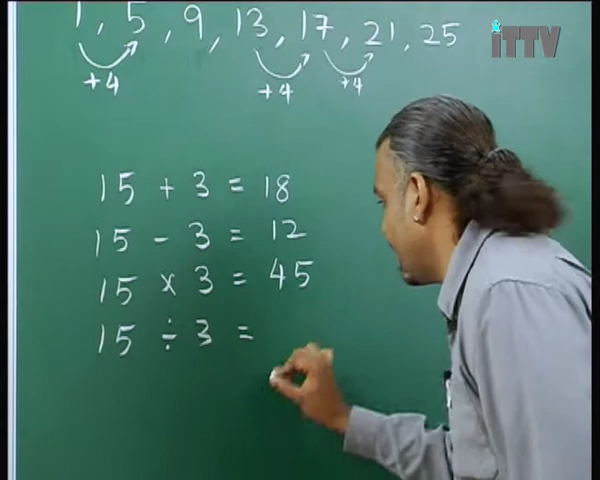 1, 5, 9, 13, 17, 21, 25
+4 +4 +4
15 + 3 = 18
15 - 3 = 12
15 x 3 = 45
15 ÷ 3 =
iTTV